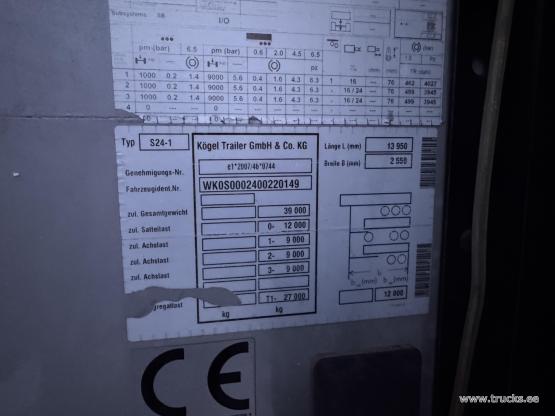 Subsystems SB
I/O
pm (bar) 6.5 pm (bar) 0.6 2.0 4.5 6.5
1 1000 0.2 1.4 9000 5.6 0.4 1.6 4.3 6.3 1 16 76
2 1000 0.2 1.4 9000 5.6 0.4 1.6 4.3 6.3 16 / 24 76
3 1000 0.2 1.4 9000 5.6 0.4 1.6 4.3 6.3 16 / 24 76
4 0
Typ S24-1 Kögel Trailer GmbH & Co. KG Länge L (mm) 13 950
e1*2007/46*0744 Breite B (mm) 2 550
Genehmigungs-Nr.
Fahrzeugident.Nr. WK0S0002400220149
zul. Gesamtgewicht 39 000
zul. Sattellast 0- 12 000
zul. Achslast 1- 9 000
zul. Achslast 2- 9 000
zul. Achslast 3- 9 000
T1- 27 000 12 000
kg kg
CE
www.trucks.ee